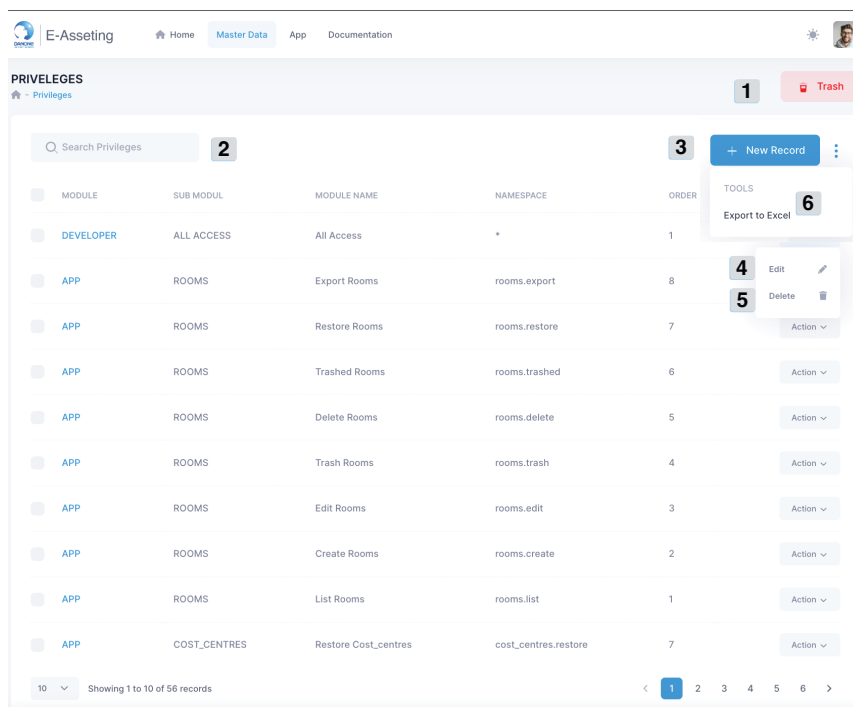 DANONE E-Asseting Home Master Data App Documentation
PRIVELEGES
- Privileges
1 Trash
Search Privileges 2 3 + New Record
TOOLS
Export to Excel 6
MODULE SUB MODUL MODULE NAME NAMESPACE ORDER
DEVELOPER ALL ACCESS All Access * 1
4 Edit
5 Delete
APP ROOMS Export Rooms rooms.export 8
APP ROOMS Restore Rooms rooms.restore 7 Action
APP ROOMS Trashed Rooms rooms.trashed 6 Action
APP ROOMS Delete Rooms rooms.delete 5 Action
APP ROOMS Trash Rooms rooms.trash 4 Action
APP ROOMS Edit Rooms rooms.edit 3 Action
APP ROOMS Create Rooms rooms.create 2 Action
APP ROOMS List Rooms rooms.list 1 Action
APP COST_CENTRES Restore Cost_centres cost_centres.restore 7 Action
10 Showing 1 to 10 of 56 records < 1 2 3 4 5 6 >